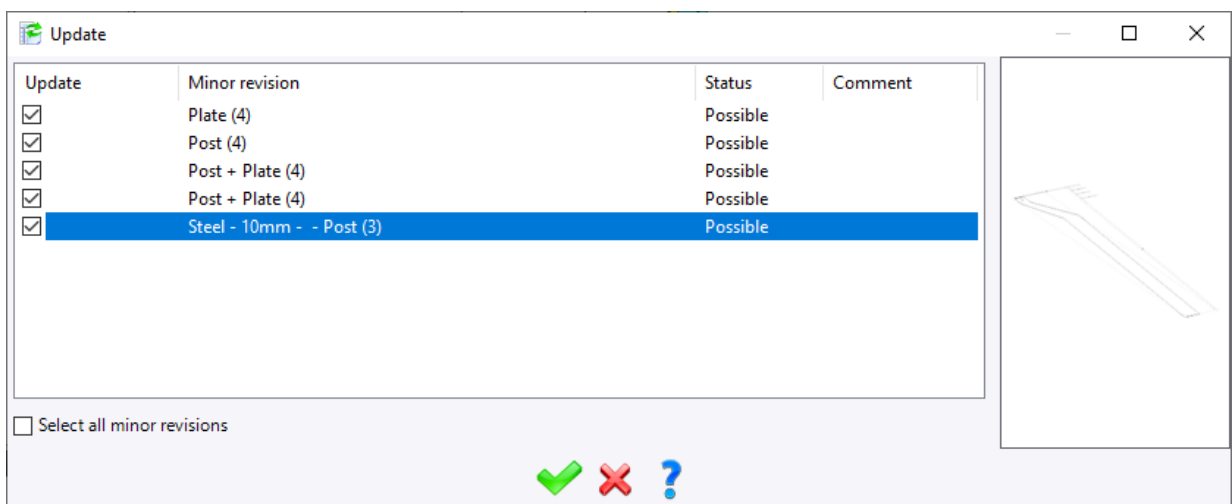 Update
Update Minor revision Status Comment
Plate (4) Possible
Post (4) Possible
Post + Plate (4) Possible
Post + Plate (4) Possible
Steel - 10mm -  - Post (3) Possible
Select all minor revisions